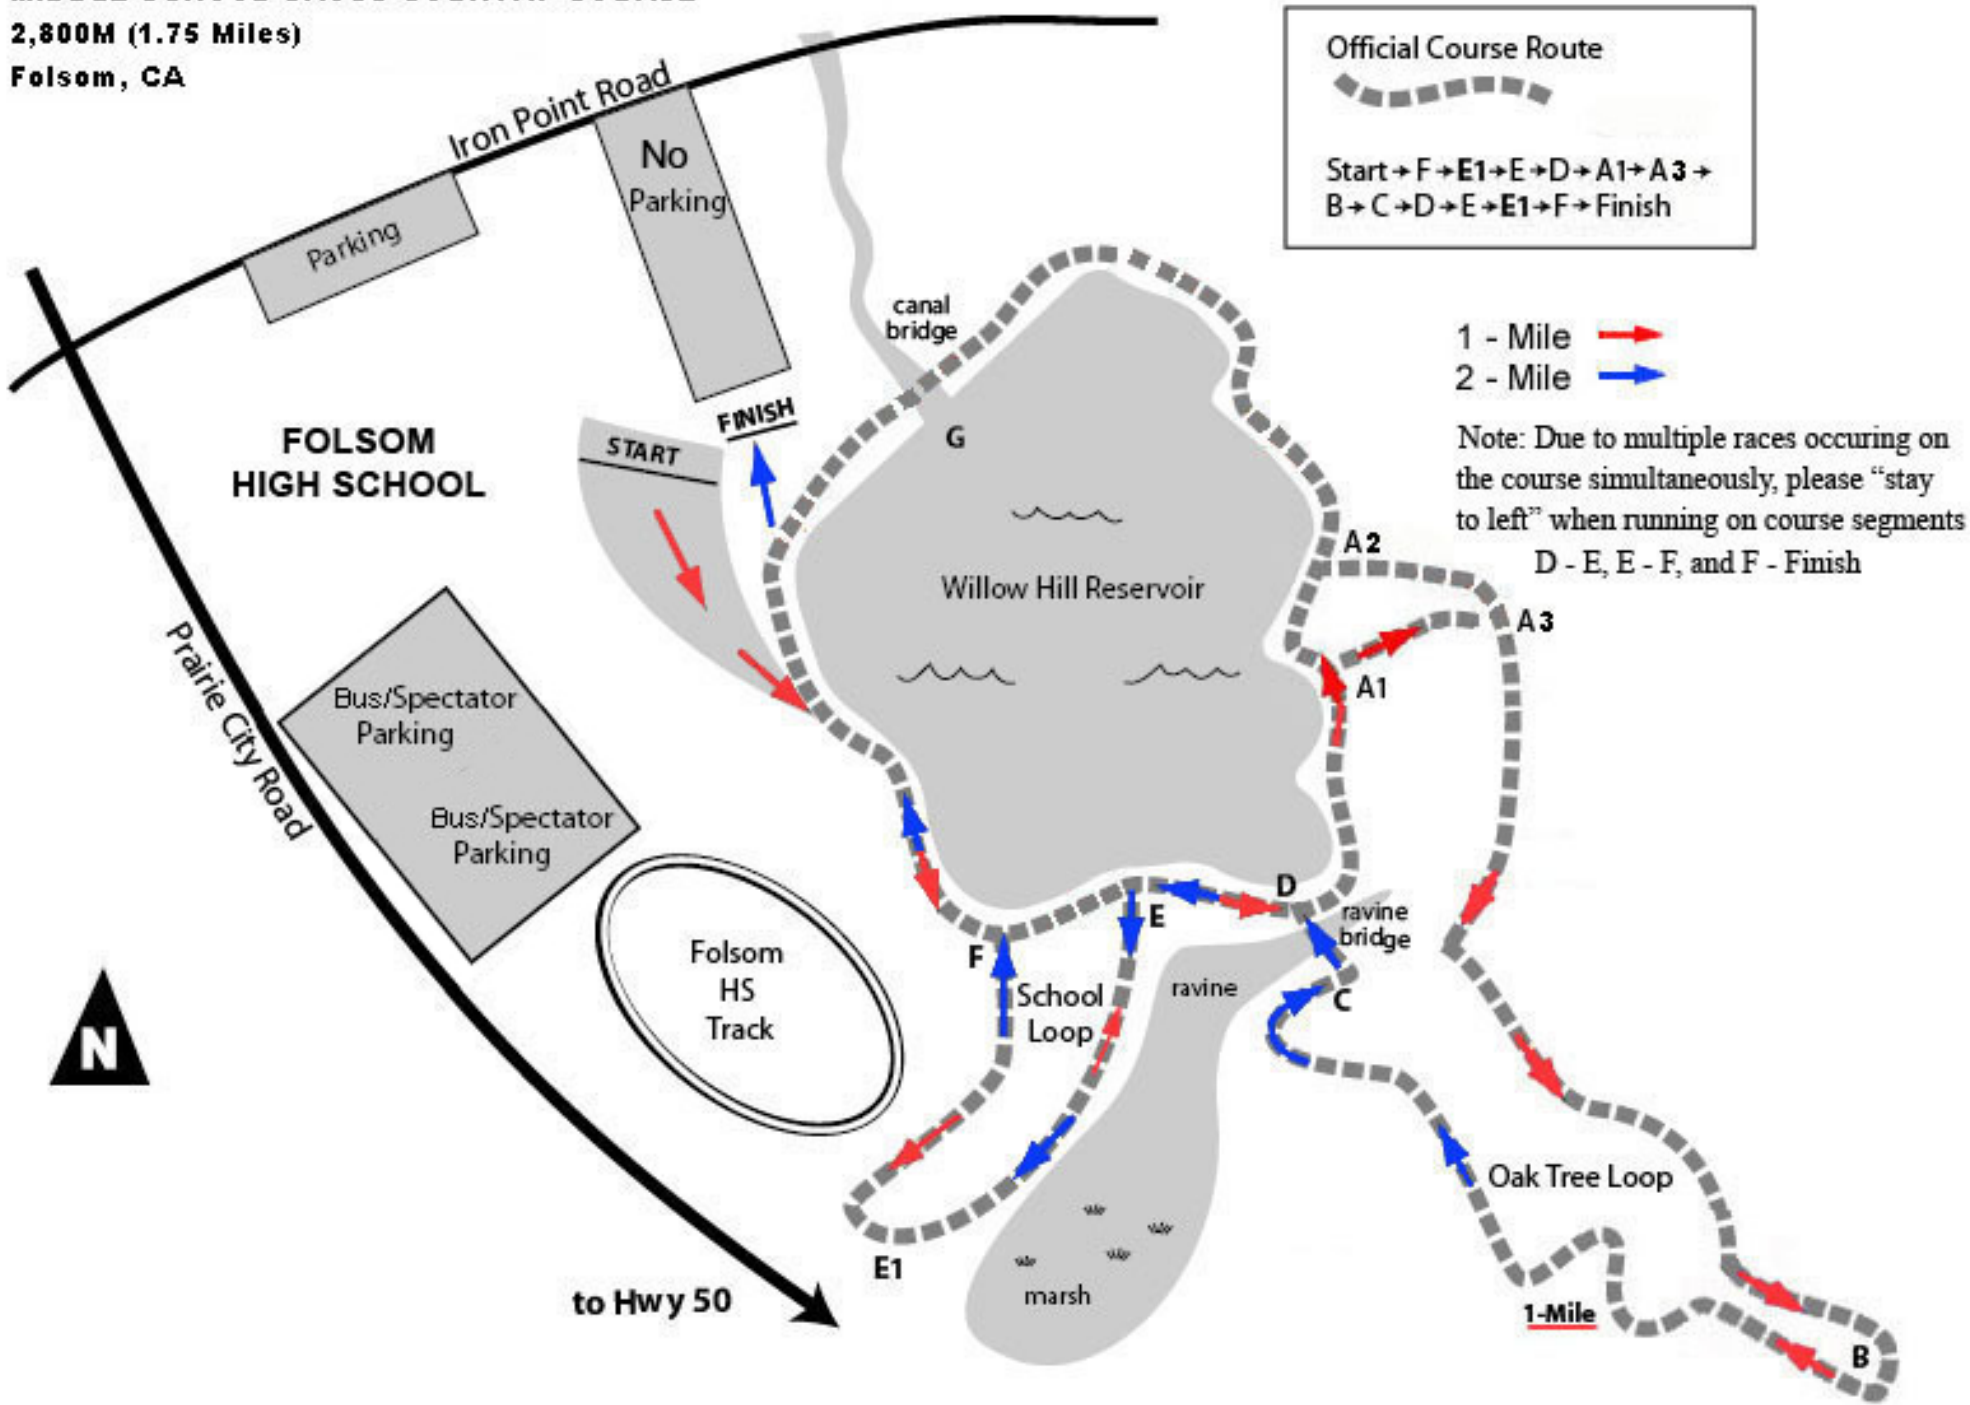 2,800M (1.75 Miles)
Folsom, CA
Iron Point Road
No
Parking
Parking
Official Course Route
Start→F→E1→E→D→A1→A3→
B→C→D→E→E1→F→Finish
1 - Mile
2 - Mile
Note: Due to multiple races occuring on
the course simultaneously, please “stay
to left” when running on course segments
D - E, E - F, and F - Finish
canal
bridge
FINISH
START
G
FOLSOM
HIGH SCHOOL
Willow Hill Reservoir
A2
A3
A1
Prairie City Road
Bus/Spectator
Parking
Bus/Spectator
Parking
D
E
ravine
bridge
F
Folsom
HS
Track
School
Loop
ravine
C
N
Oak Tree Loop
E1
marsh
to Hwy 50
1-Mile
B